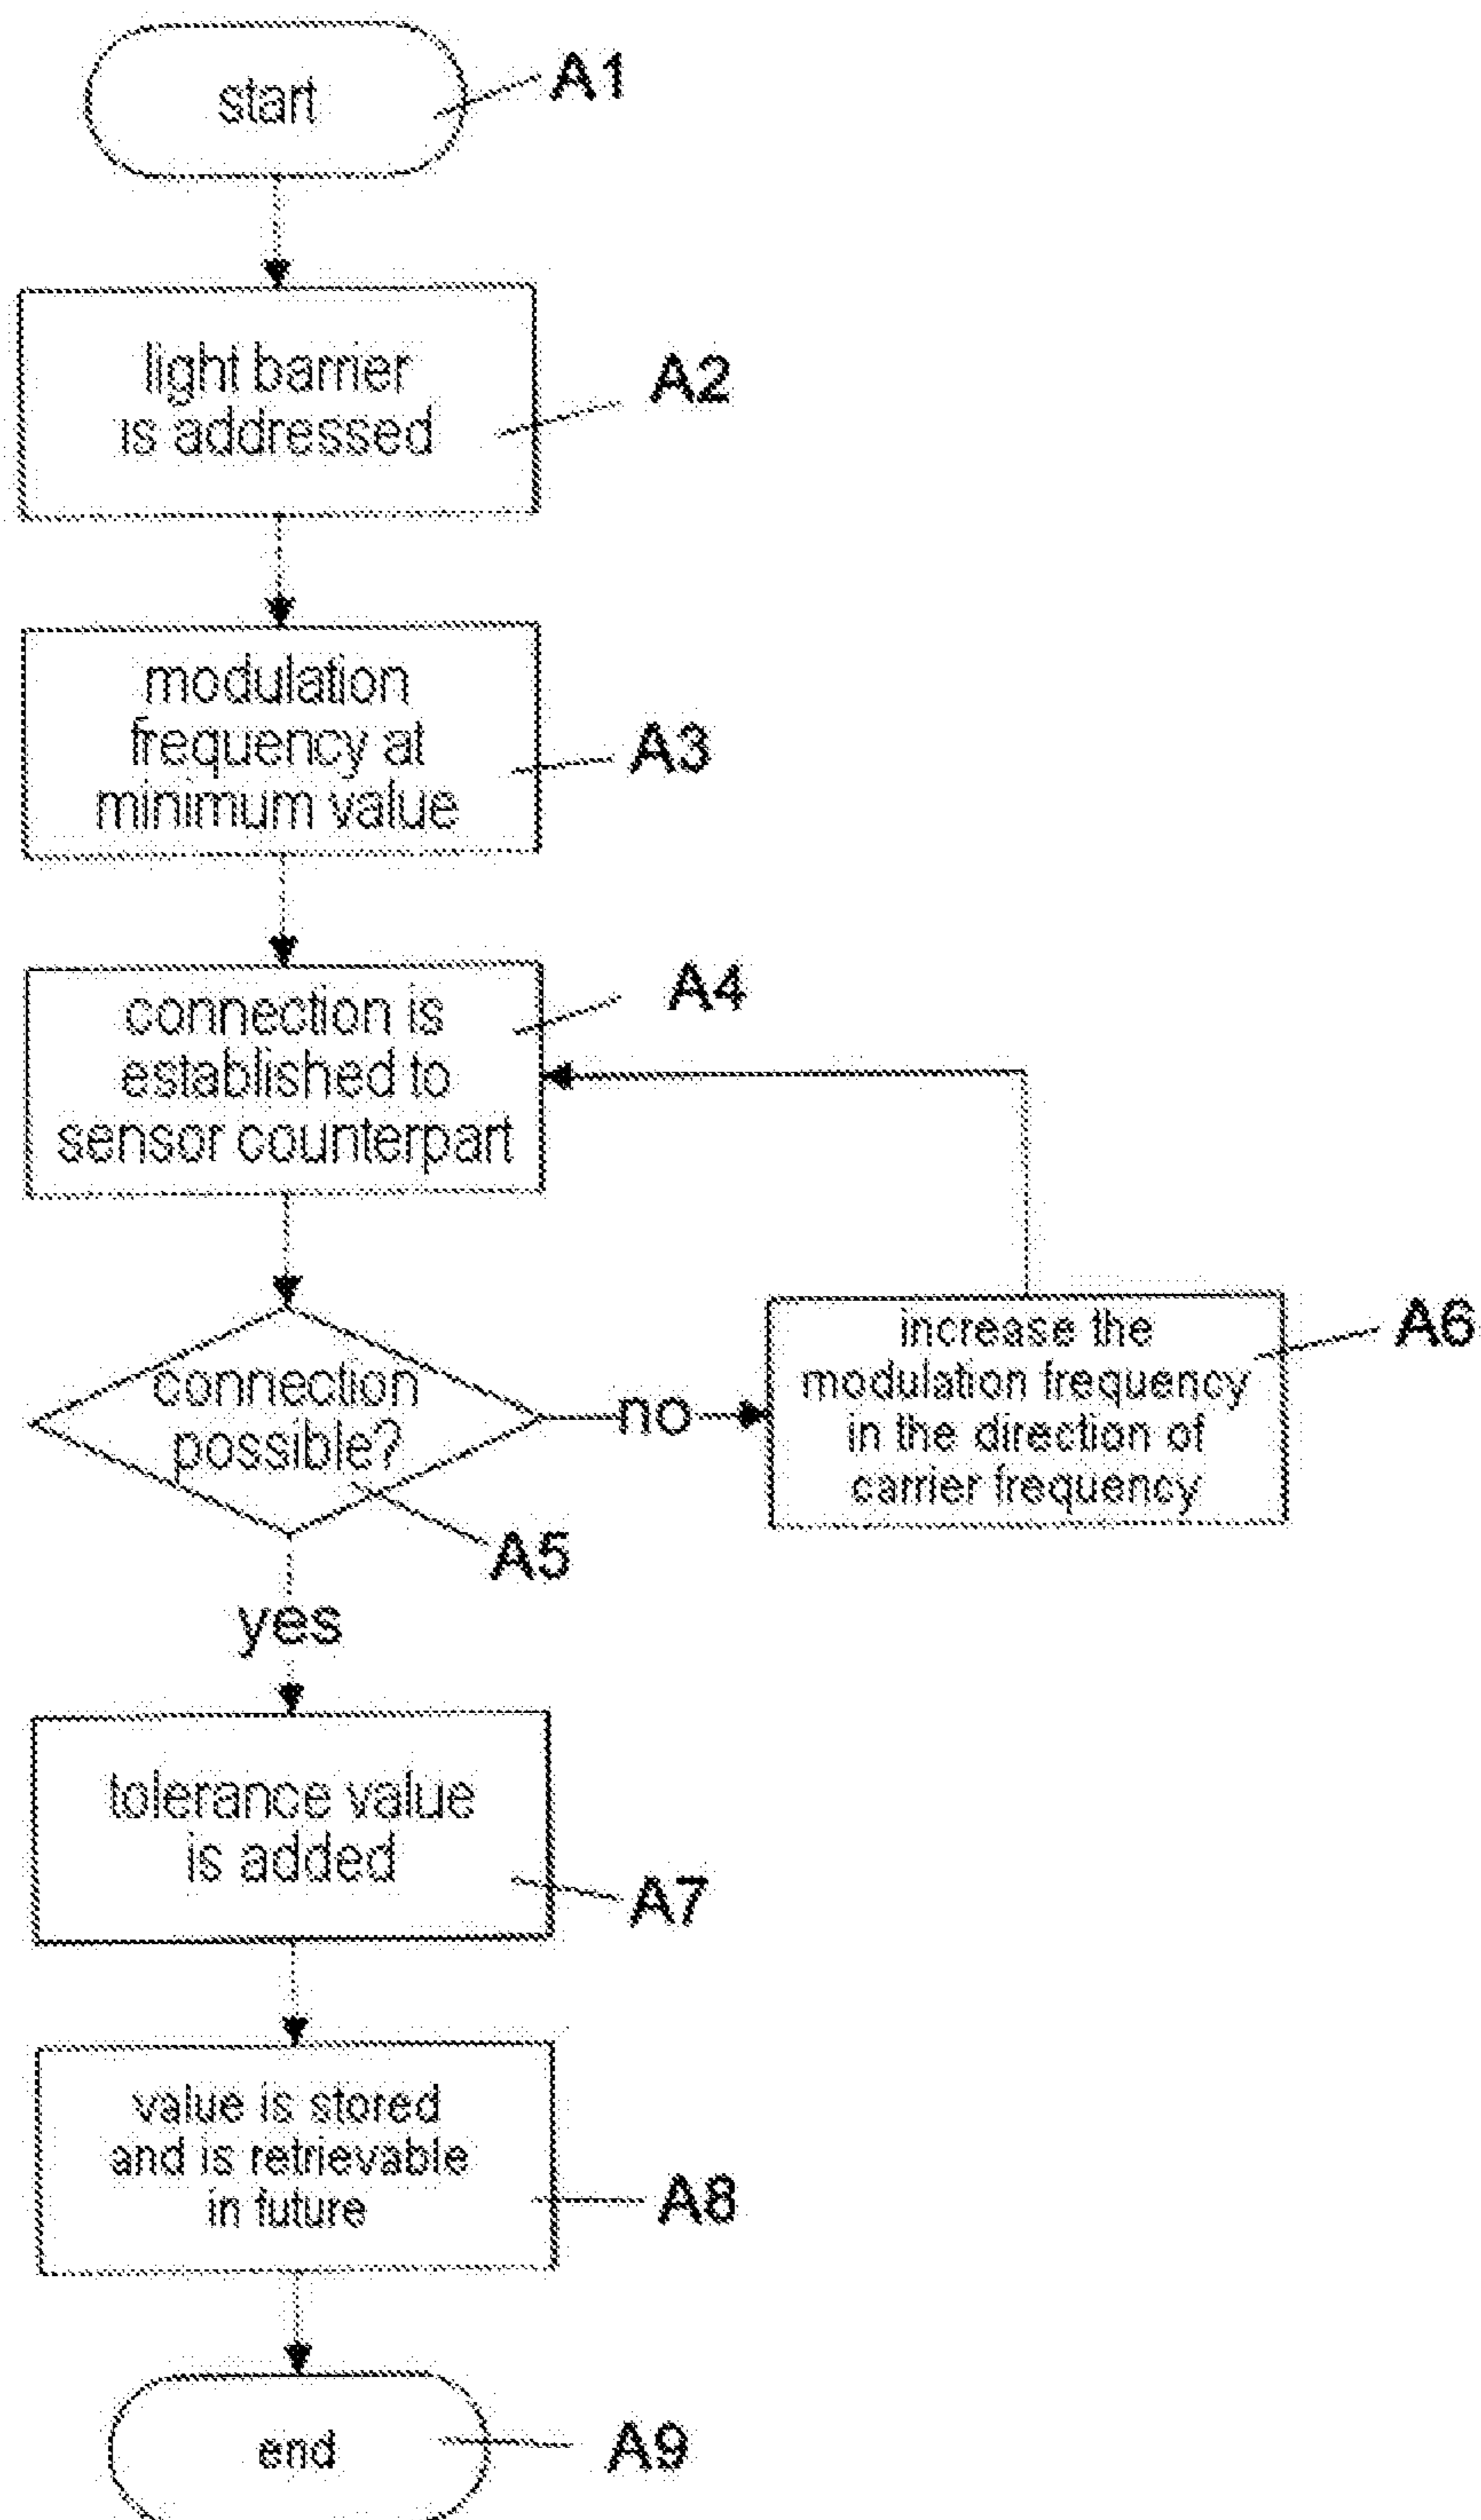 start
A1
light barrier
is addressed
A2
modulation
frequency at
minimum value
A3
connection is
established to
sensor counterpart
A4
connection
possible?
A5
no
increase the
modulation frequency
in the direction of
carrier frequency
A6
yes
tolerance value
is added
A7
value is stored
and is retrievable
in future
A8
end
A9